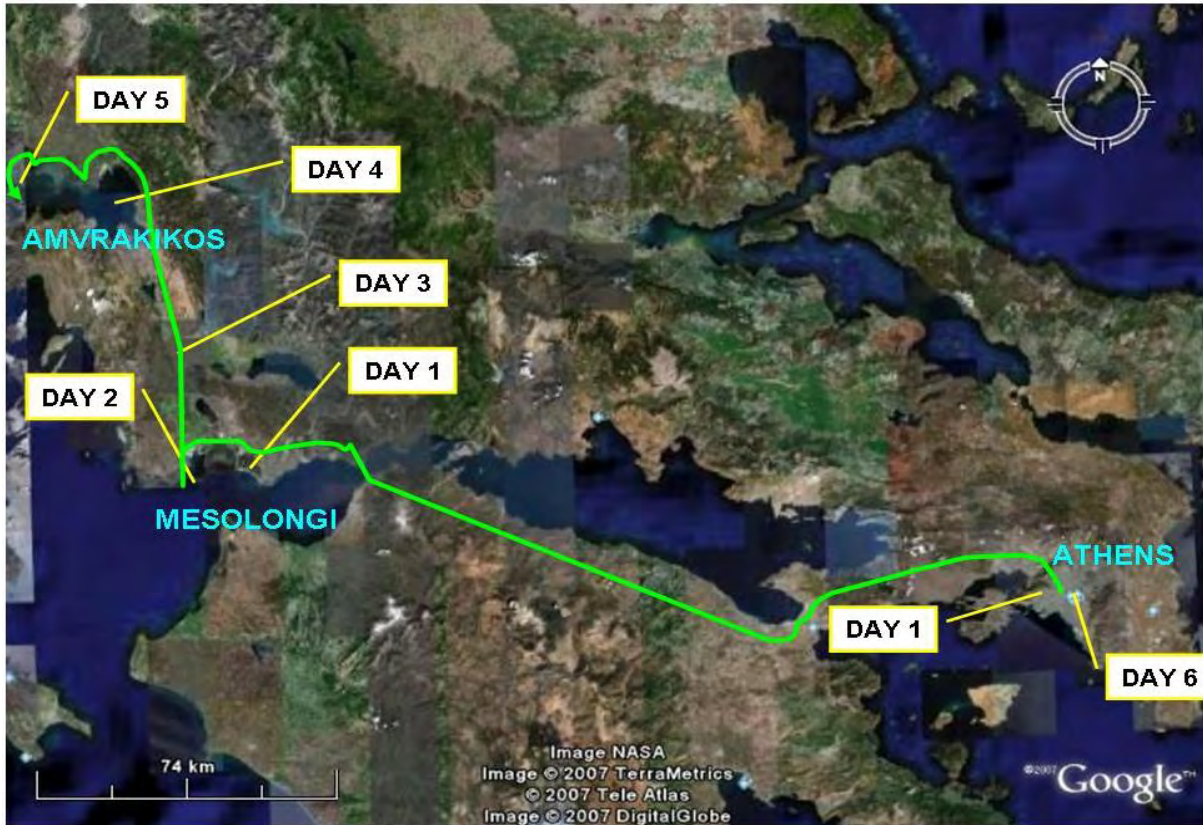 DAY 5
N
DAY 4
AMVRAKIKOS
DAY 3
DAY 1
DAY 2
MESOLONGI
ATHENS
DAY 1
DAY 6
74 km
Image NASA
Image © 2007 TerraMetrics
© 2007 Tele Atlas
Image © 2007 DigitalGlobe
©2007 Google™